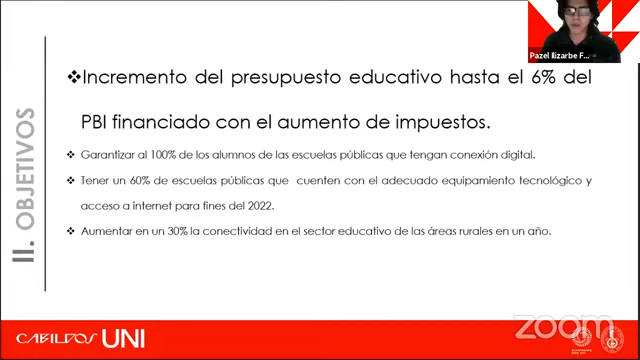 Pazel Ilizarbe F...
❖Incremento del presupuesto educativo hasta el 6% del
PBI financiado con el aumento de impuestos.
❖ Garantizar al 100% de los alumnos de las escuelas públicas que tengan conexión digital.
❖ Tener un 60% de escuelas públicas que cuenten con el adecuado equipamiento tecnológico y
acceso a internet para fines del 2022.
❖ Aumentar en un 30% la conectividad en el sector educativo de las áreas rurales en un año.
II. OBJETIVOS
CABILDOS UNI
zoom